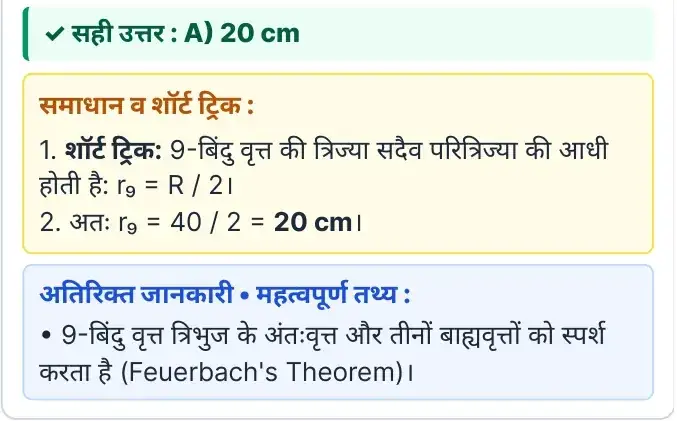 ✓ सही उत्तर : A) 20 cm
समाधान व शॉर्ट ट्रिक :
1. शॉर्ट ट्रिक: 9-बिंदु वृत्त की त्रिज्या सदैव परित्रिज्या की आधी
होती है: r₉ = R / 2।
2. अतः r₉ = 40 / 2 = 20 cm।
अतिरिक्त जानकारी • महत्वपूर्ण तथ्य :
• 9-बिंदु वृत्त त्रिभुज के अंतःवृत्त और तीनों बाह्यवृत्तों को स्पर्श
करता है (Feuerbach's Theorem)।